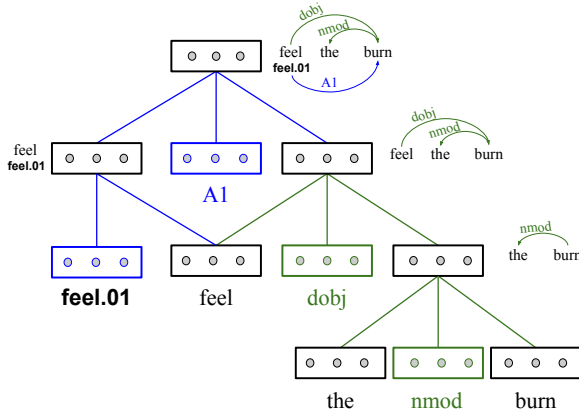 dobj
nmod
feel the burn
feel.01
A1
feel
feel.01
A1
dobj
nmod
feel the burn
feel.01 feel dobj
nmod
the burn
the nmod burn